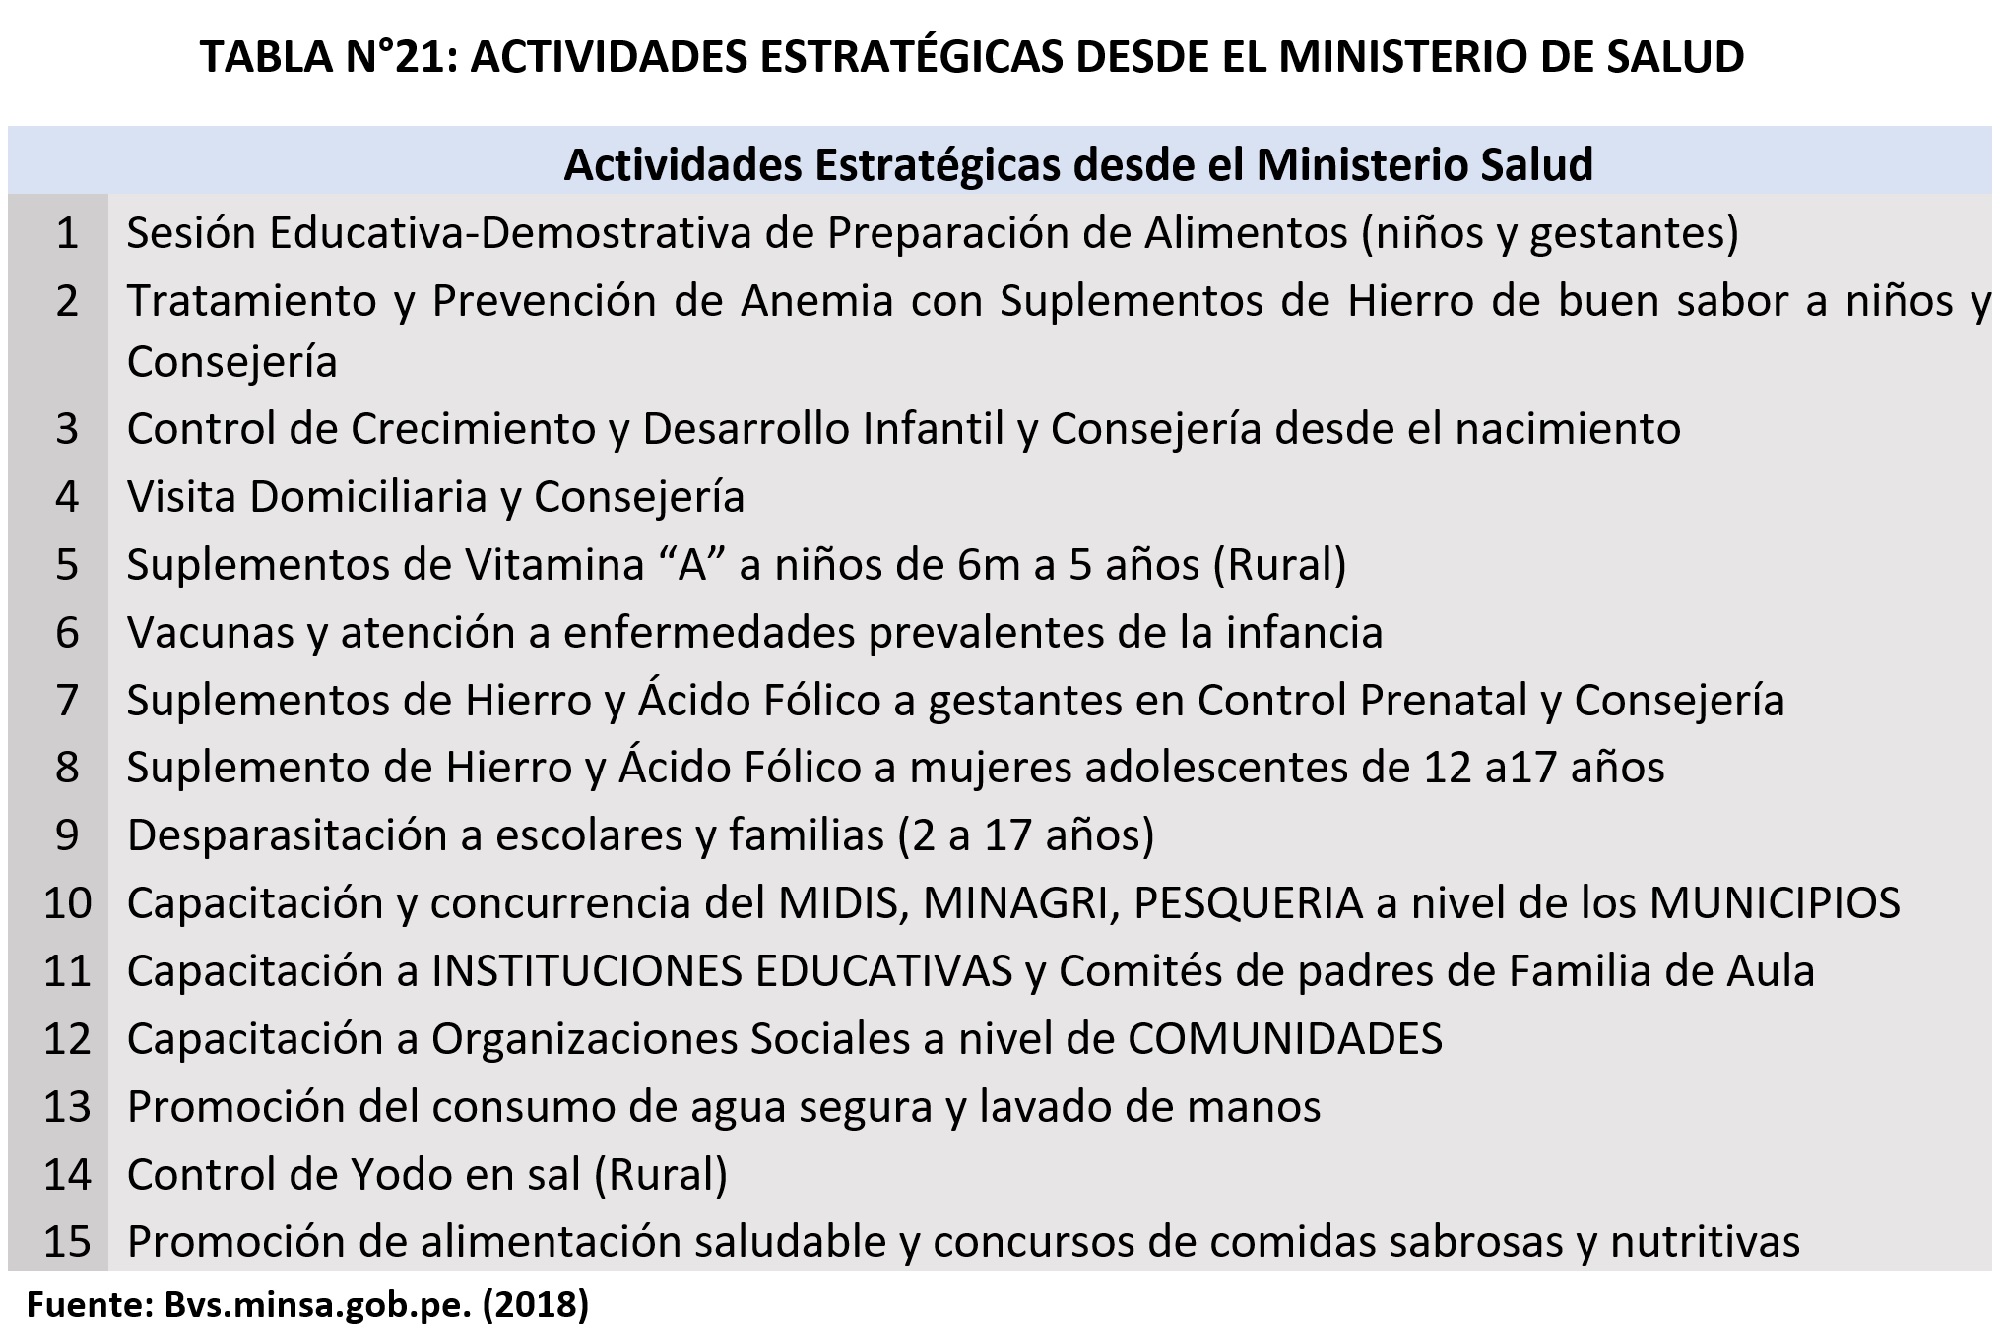 TABLA N°21: ACTIVIDADES ESTRATÉGICAS DESDE EL MINISTERIO DE SALUD
Actividades Estratégicas desde el Ministerio Salud
1 Sesión Educativa-Demostrativa de Preparación de Alimentos (niños y gestantes)
2 Tratamiento y Prevención de Anemia con Suplementos de Hierro de buen sabor a niños y
Consejería
3 Control de Crecimiento y Desarrollo Infantil y Consejería desde el nacimiento
4 Visita Domiciliaria y Consejería
5 Suplementos de Vitamina “A” a niños de 6m a 5 años (Rural)
6 Vacunas y atención a enfermedades prevalentes de la infancia
7 Suplementos de Hierro y Ácido Fólico a gestantes en Control Prenatal y Consejería
8 Suplemento de Hierro y Ácido Fólico a mujeres adolescentes de 12 a17 años
9 Desparasitación a escolares y familias (2 a 17 años)
10 Capacitación y concurrencia del MIDIS, MINAGRI, PESQUERIA a nivel de los MUNICIPIOS
11 Capacitación a INSTITUCIONES EDUCATIVAS y Comités de padres de Familia de Aula
12 Capacitación a Organizaciones Sociales a nivel de COMUNIDADES
13 Promoción del consumo de agua segura y lavado de manos
14 Control de Yodo en sal (Rural)
15 Promoción de alimentación saludable y concursos de comidas sabrosas y nutritivas
Fuente: Bvs.minsa.gob.pe. (2018)